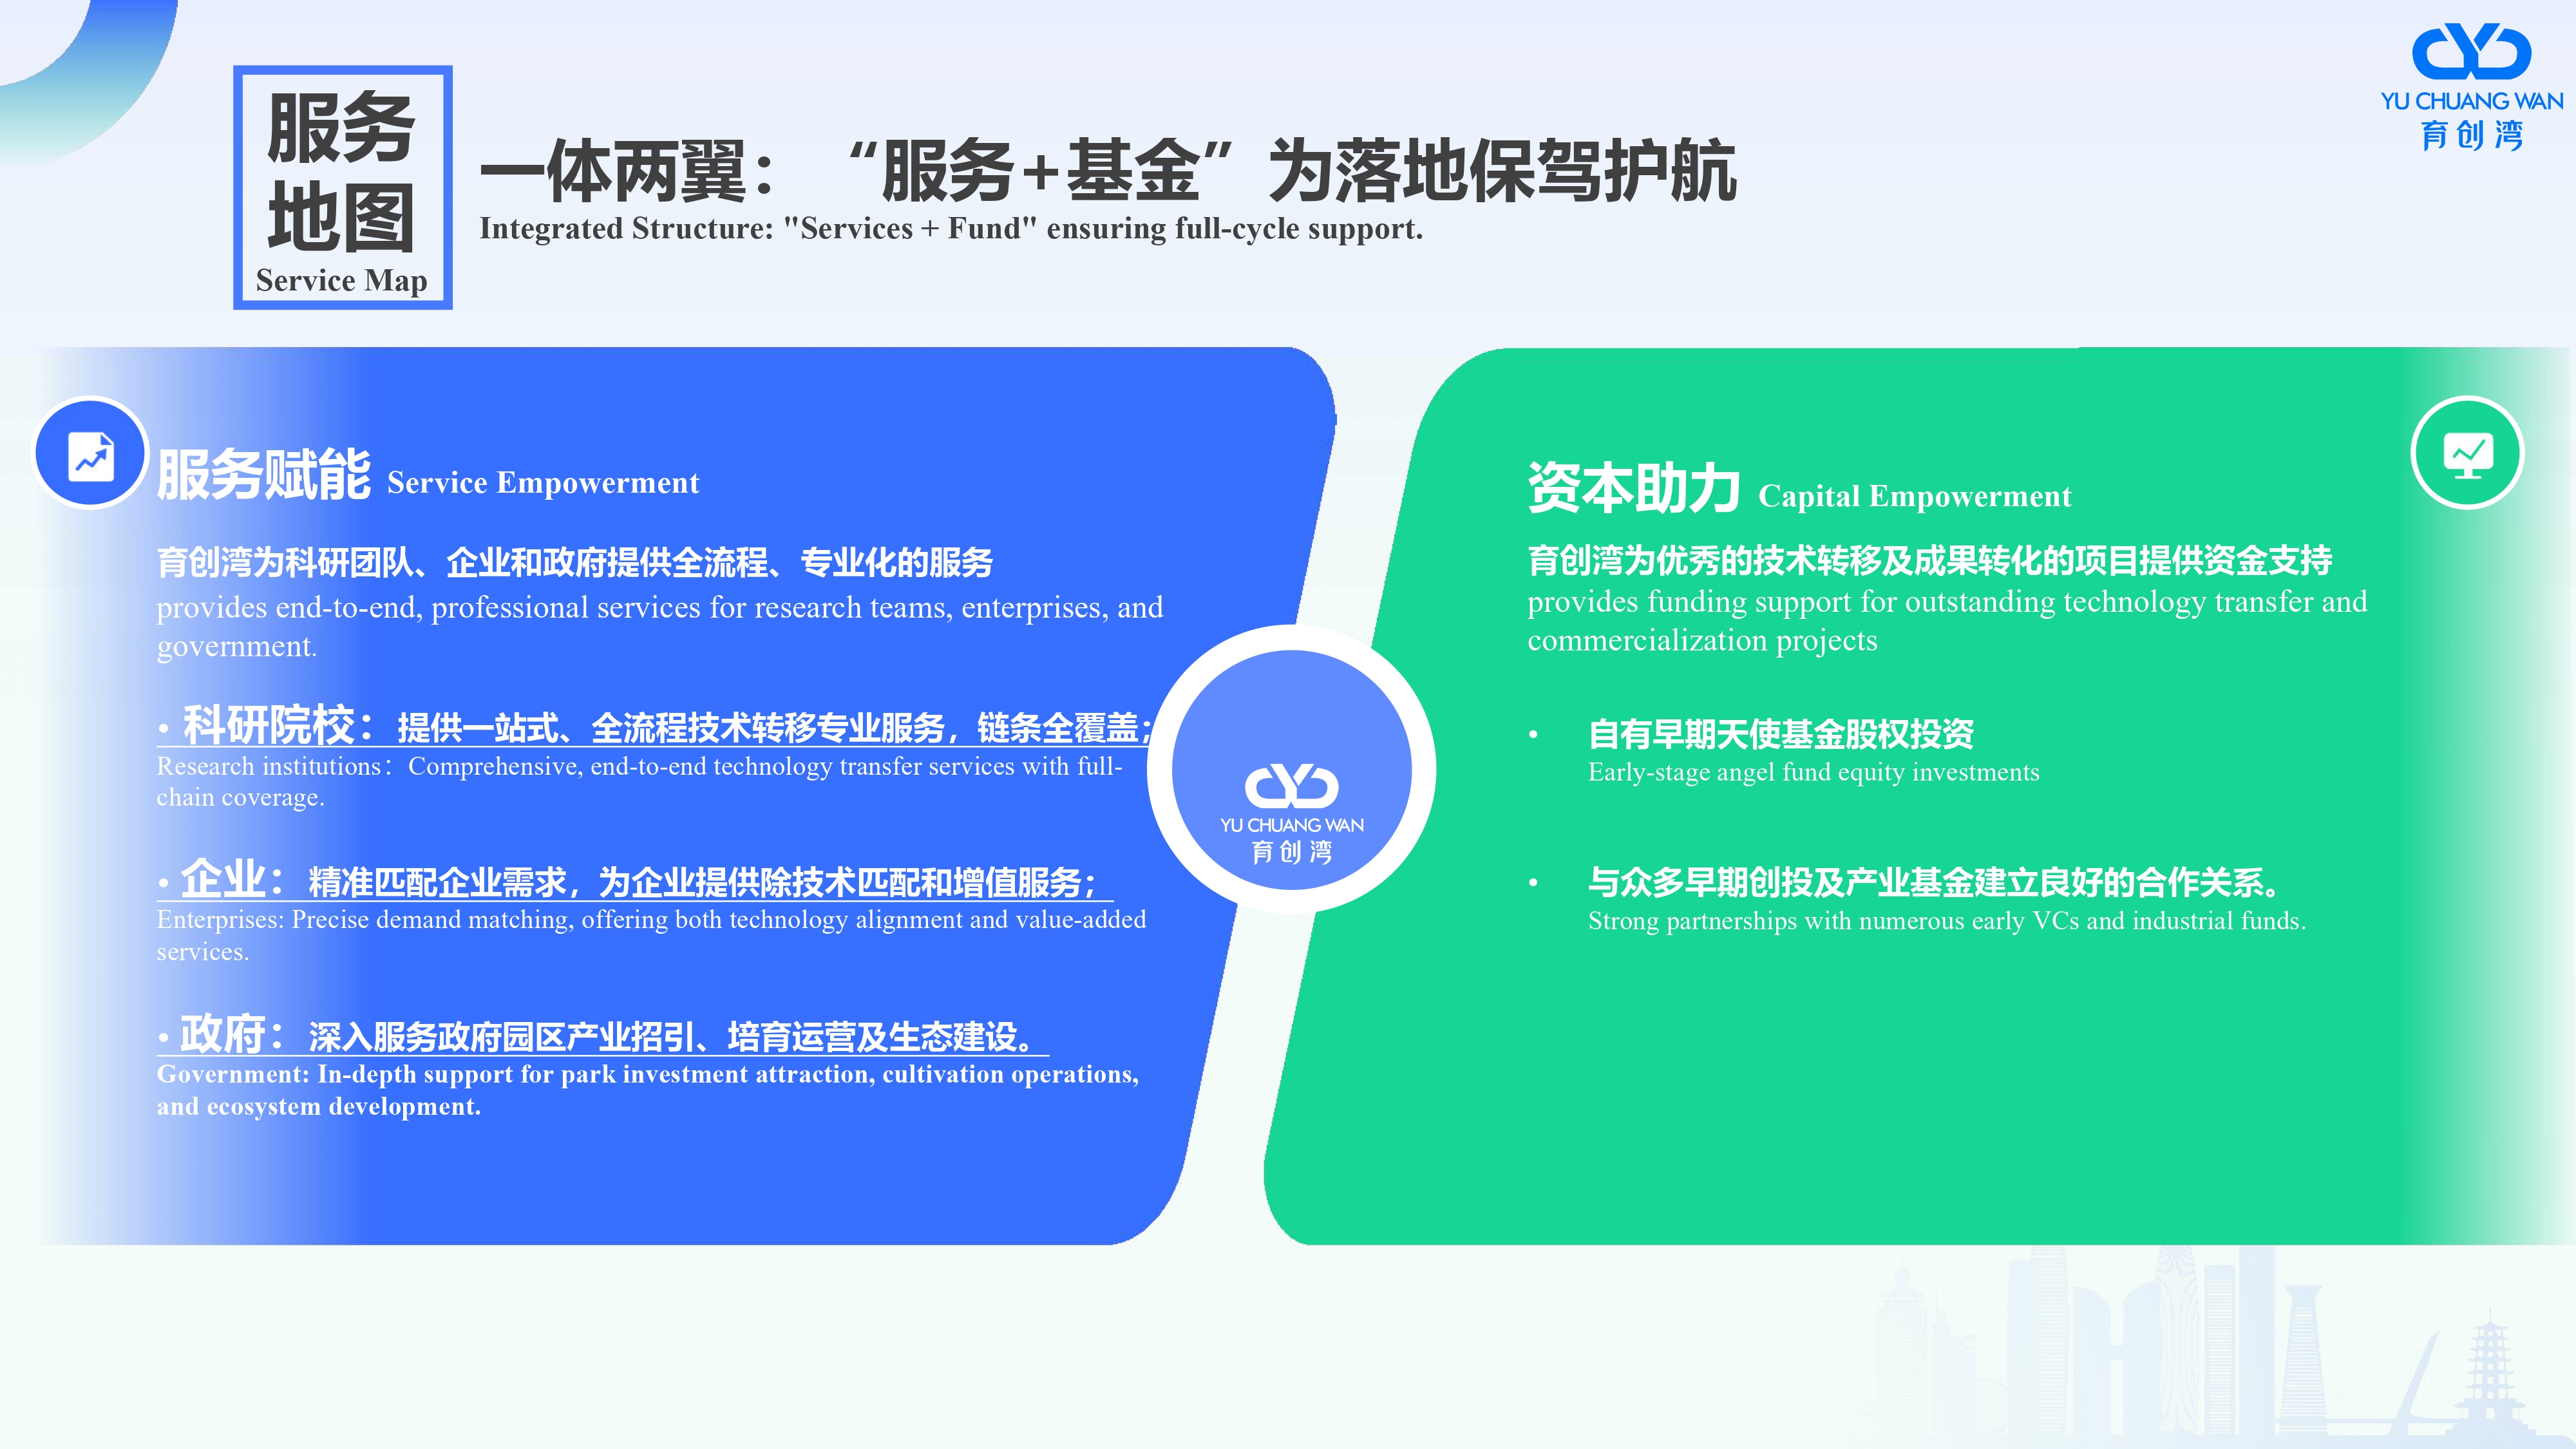 服务
地图
Service Map
一体两翼：“服务+基金”为落地保驾护航
Integrated Structure: "Services + Fund" ensuring full-cycle support.
YU CHUANG WAN
育创湾
服务赋能 Service Empowerment
育创湾为科研团队、企业和政府提供全流程、专业化的服务
provides end-to-end, professional services for research teams, enterprises, and
government.
• 科研院校：提供一站式、全流程技术转移专业服务，链条全覆盖；
Research institutions：Comprehensive, end-to-end technology transfer services with full-
chain coverage.
• 企业：精准匹配企业需求，为企业提供除技术匹配和增值服务；
Enterprises: Precise demand matching, offering both technology alignment and value-added
services.
• 政府：深入服务政府园区产业招引、培育运营及生态建设。
Government: In-depth support for park investment attraction, cultivation operations,
and ecosystem development.
YU CHUANG WAN
育创湾
资本助力 Capital Empowerment
育创湾为优秀的技术转移及成果转化的项目提供资金支持
provides funding support for outstanding technology transfer and
commercialization projects
• 自有早期天使基金股权投资
Early-stage angel fund equity investments
• 与众多早期创投及产业基金建立良好的合作关系。
Strong partnerships with numerous early VCs and industrial funds.